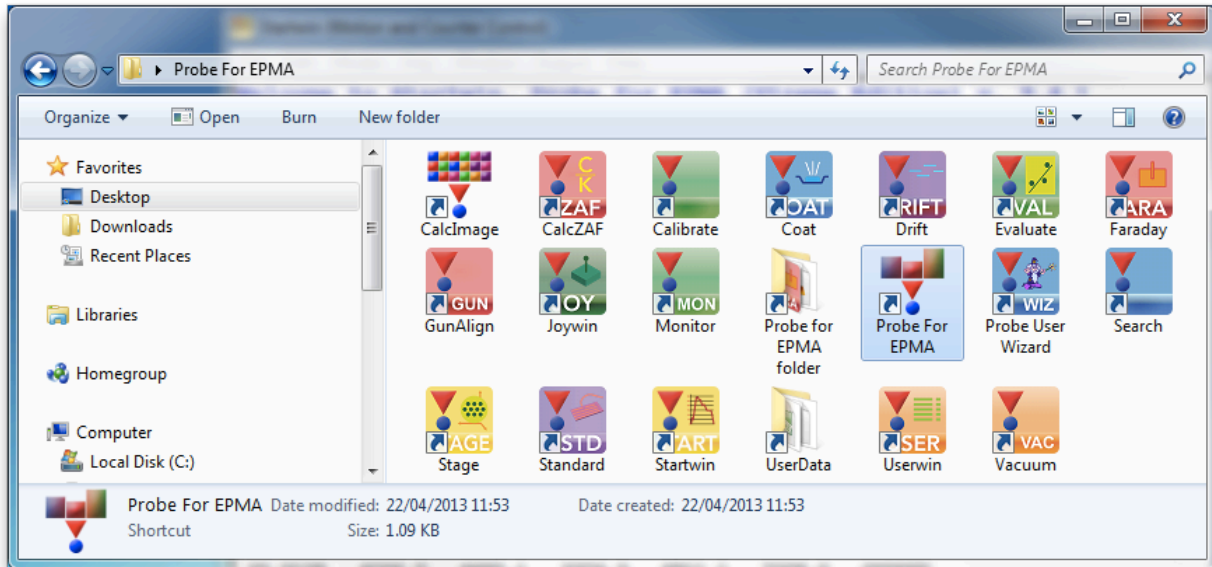 Probe For EPMA
Search Probe For EPMA
Organize Open Burn New folder
Favorites
Desktop
Downloads
Recent Places
Libraries
Homegroup
Computer
Local Disk (C:)
C
K
ZAF
OAT
RIFT
VAL
ARA
CalcImage CalcZAF Calibrate Coat Drift Evaluate Faraday
GUN
OY
MON
WIZ
GunAlign Joywin Monitor Probe for EPMA folder Probe For EPMA Probe User Wizard Search
AGE
STD
ART
SER
VAC
Stage Standard Startwin UserData Userwin Vacuum
Probe For EPMA Date modified: 22/04/2013 11:53 Date created: 22/04/2013 11:53
Shortcut Size: 1.09 KB